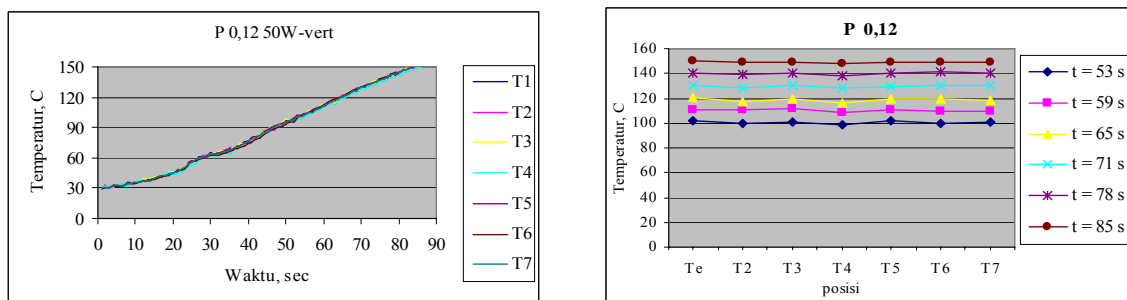 P 0,12 50W-vert
150
120
90
60
30
0
Temperatur, C
0 10 20 30 40 50 60 70 80 90
Waktu, sec
T1
T2
T3
T4
T5
T6
T7
P 0,12
160
140
120
100
80
60
40
20
0
Temperatur, C
Te T2 T3 T4 T5 T6 T7
posisi
t = 53 s
t = 59 s
t = 65 s
t = 71 s
t = 78 s
t = 85 s